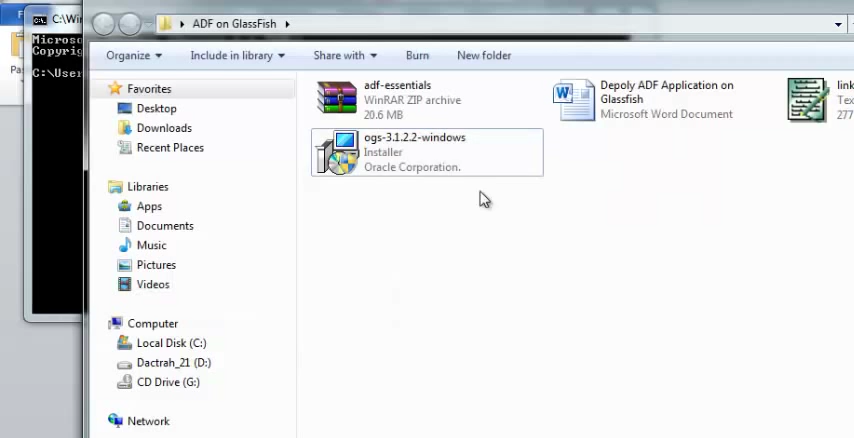 C:\Win
ADF on GlassFish
Microso
Copyrig
C:\User
Organize
Include in library
Share with
Burn
New folder
Favorites
Desktop
Downloads
Recent Places
Libraries
Apps
Documents
Music
Pictures
Videos
Computer
Local Disk (C:)
Dactrah_21 (D:)
CD Drive (G:)
Network
adf-essentials
WinRAR ZIP archive
20.6 MB
ogs-3.1.2.2-windows
Installer
Oracle Corporation.
Depoly ADF Application on
Glassfish
Microsoft Word Document
link
Tex
277